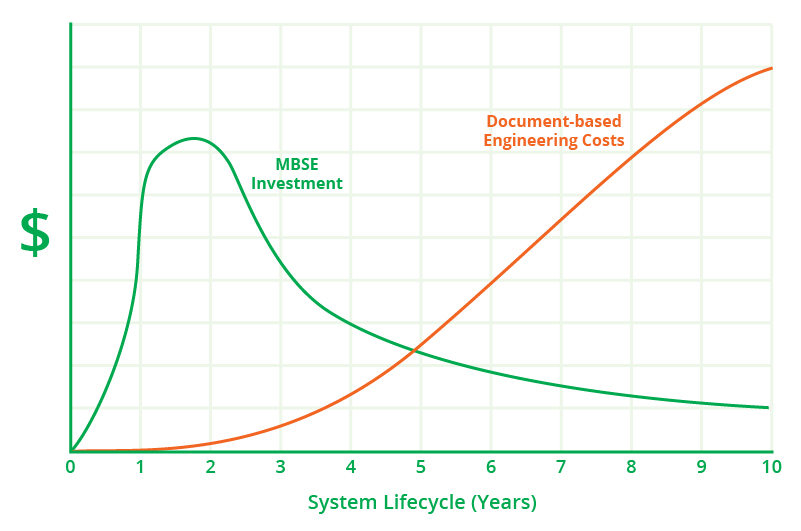 Document-based
Engineering Costs
MBSE
Investment
$
0 1 2 3 4 5 6 7 8 9 10
System Lifecycle (Years)